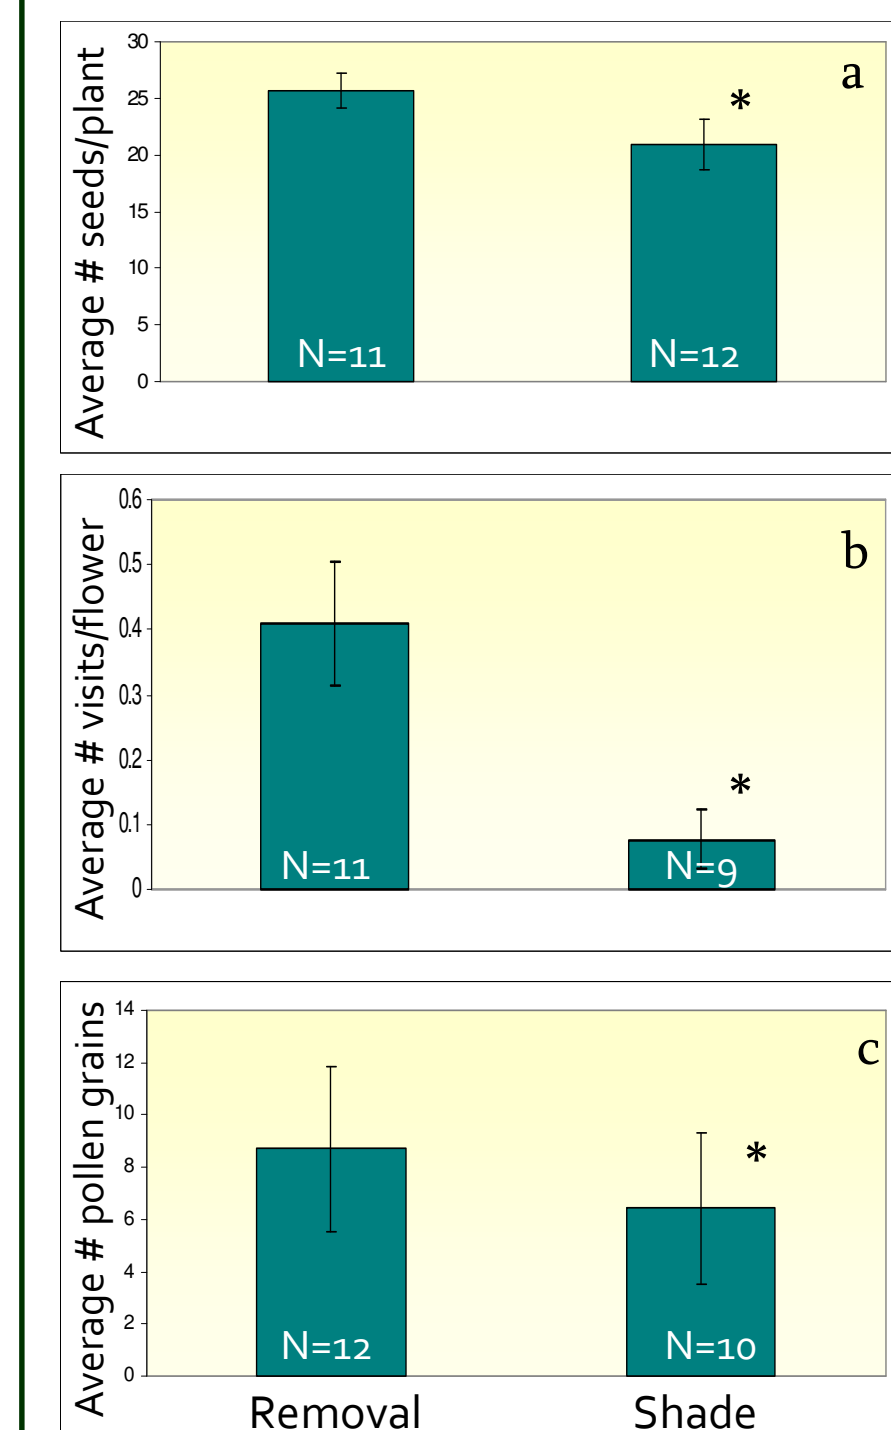 Average # seeds/plant
30
25
20
15
10
5
0
a
*
N=11
N=12
Average # visits/flower
0.6
0.5
0.4
0.3
0.2
0.1
0
b
*
N=11
N=9
Average # pollen grains
14
12
10
8
6
4
2
0
c
*
N=12
N=10
Removal
Shade